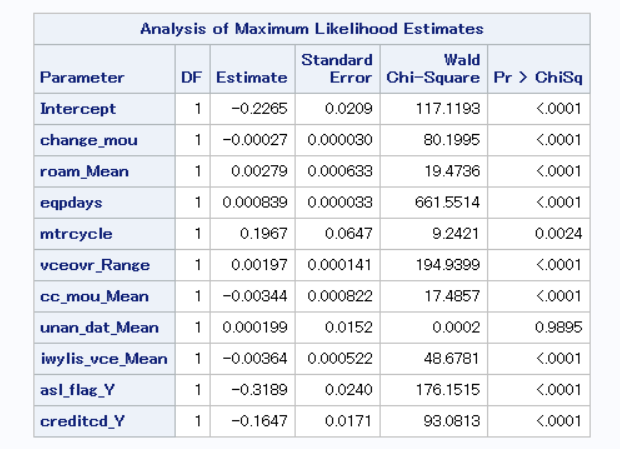 Analysis of Maximum Likelihood Estimates
Parameter DF Estimate Standard Error Wald Chi-Square Pr > ChiSq
Intercept 1 −0.2265 0.0209 117.1193 <.0001
change_mou 1 −0.00027 0.000030 80.1995 <.0001
roam_Mean 1 0.00279 0.000633 19.4736 <.0001
eqpdays 1 0.000839 0.000033 661.5514 <.0001
mtrcycle 1 0.1967 0.0647 9.2421 0.0024
vceovr_Range 1 0.00197 0.000141 194.9399 <.0001
cc_mou_Mean 1 −0.00344 0.000822 17.4857 <.0001
unan_dat_Mean 1 0.000199 0.0152 0.0002 0.9895
iwylis_vce_Mean 1 −0.00364 0.000522 48.6781 <.0001
asl_flag_Y 1 −0.3189 0.0240 176.1515 <.0001
creditcd_Y 1 −0.1647 0.0171 93.0813 <.0001